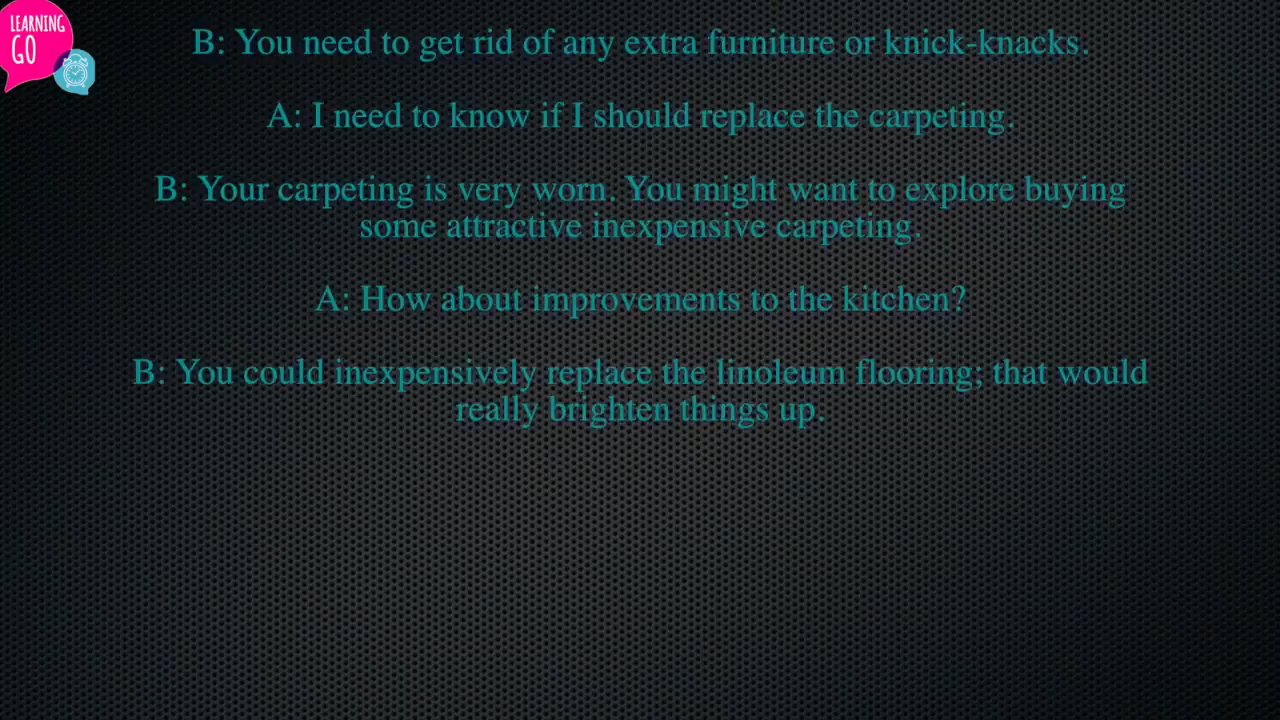 LEARNING
GO
B: You need to get rid of any extra furniture or knick-knacks.
A: I need to know if I should replace the carpeting.
B: Your carpeting is very worn. You might want to explore buying
some attractive inexpensive carpeting.
A: How about improvements to the kitchen?
B: You could inexpensively replace the linoleum flooring; that would
really brighten things up.